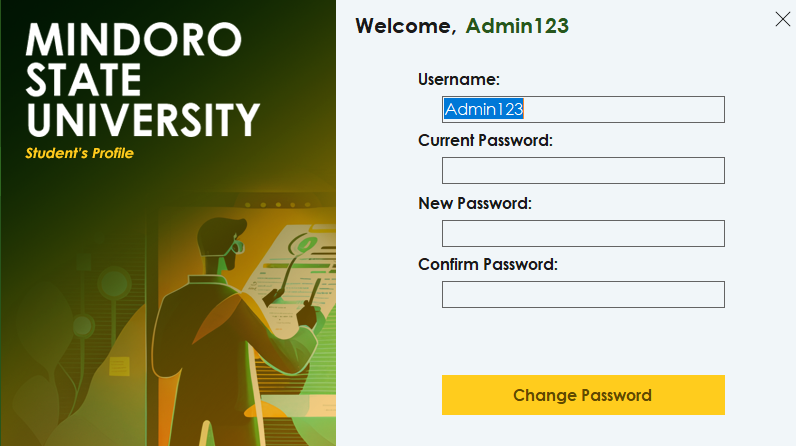 MINDORO
STATE
UNIVERSITY
Student's Profile
Welcome, Admin123
Username:
Admin123
Current Password:
New Password:
Confirm Password:
Change Password